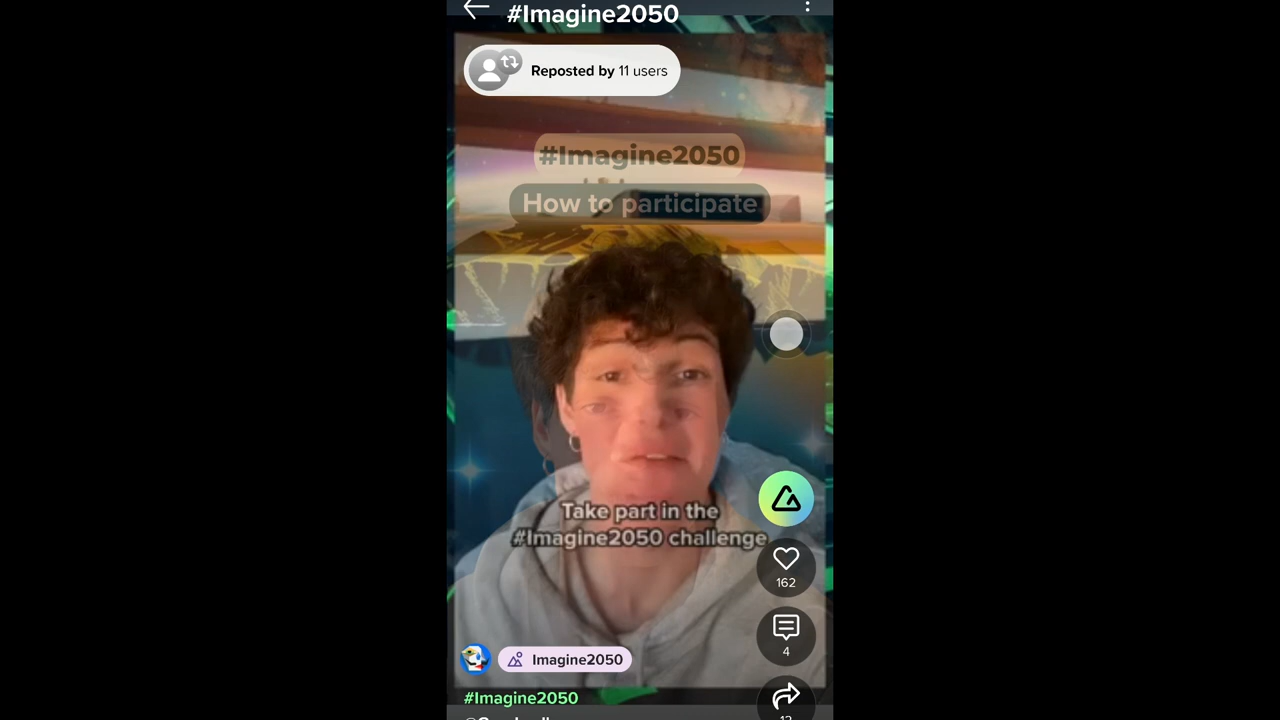 #Imagine2050
Reposted by 11 users
#Imagine2050
How to participate
Take part in the
#Imagine2050 challenge
162
4
Imagine2050
#Imagine2050